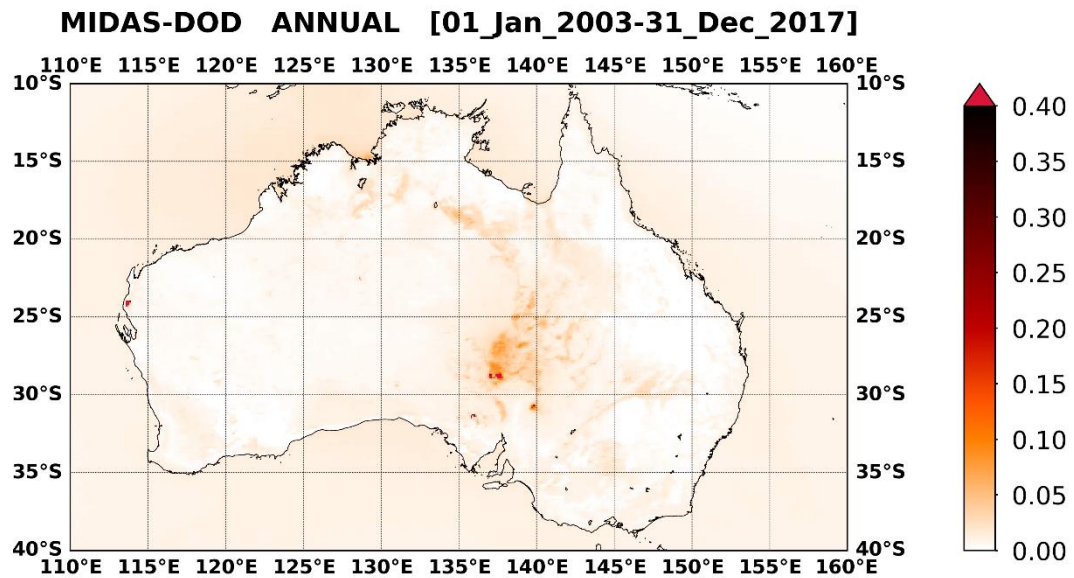 MIDAS-DOD ANNUAL [01_Jan_2003-31_Dec_2017]
110°E 115°E 120°E 125°E 130°E 135°E 140°E 145°E 150°E 155°E 160°E
10°S 10°S 0.40
0.35
15°S 15°S
0.30
20°S 20°S
0.25
25°S 25°S 0.20
0.15
30°S 30°S
0.10
35°S 35°S
0.05
40°S 40°S 0.00
110°E 115°E 120°E 125°E 130°E 135°E 140°E 145°E 150°E 155°E 160°E